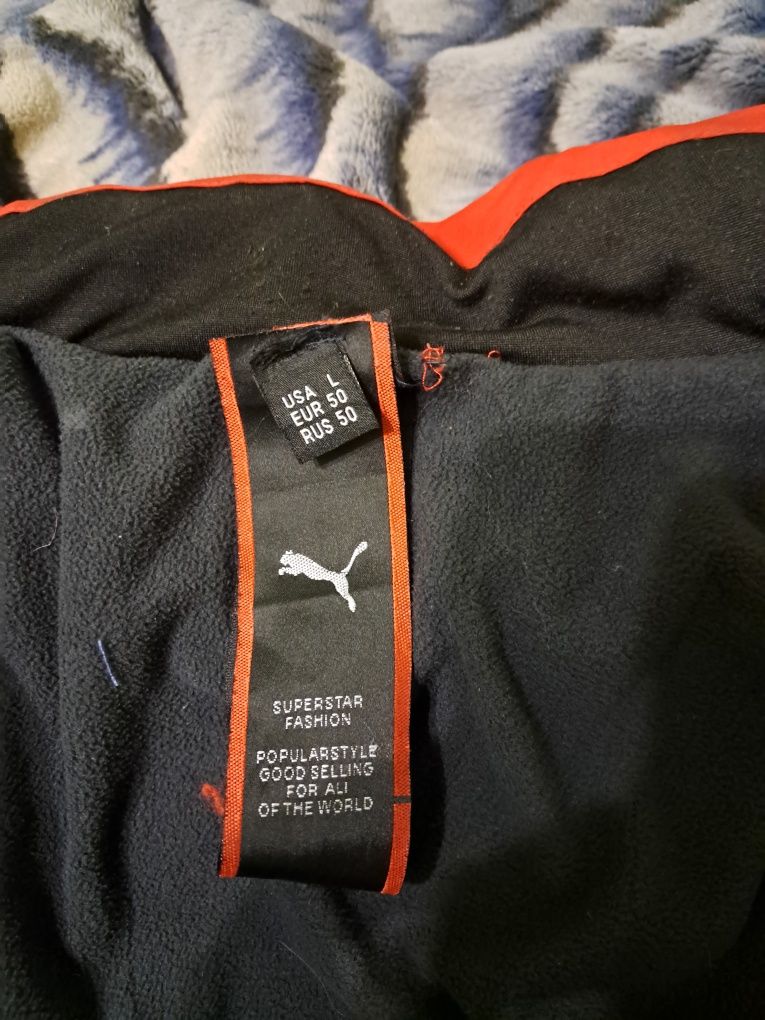 USA L
EUR 50
RUS 50
SUPERSTAR
FASHION
POPULARSTYLE
GOOD SELLING
FOR ALI
OF THE WORLD